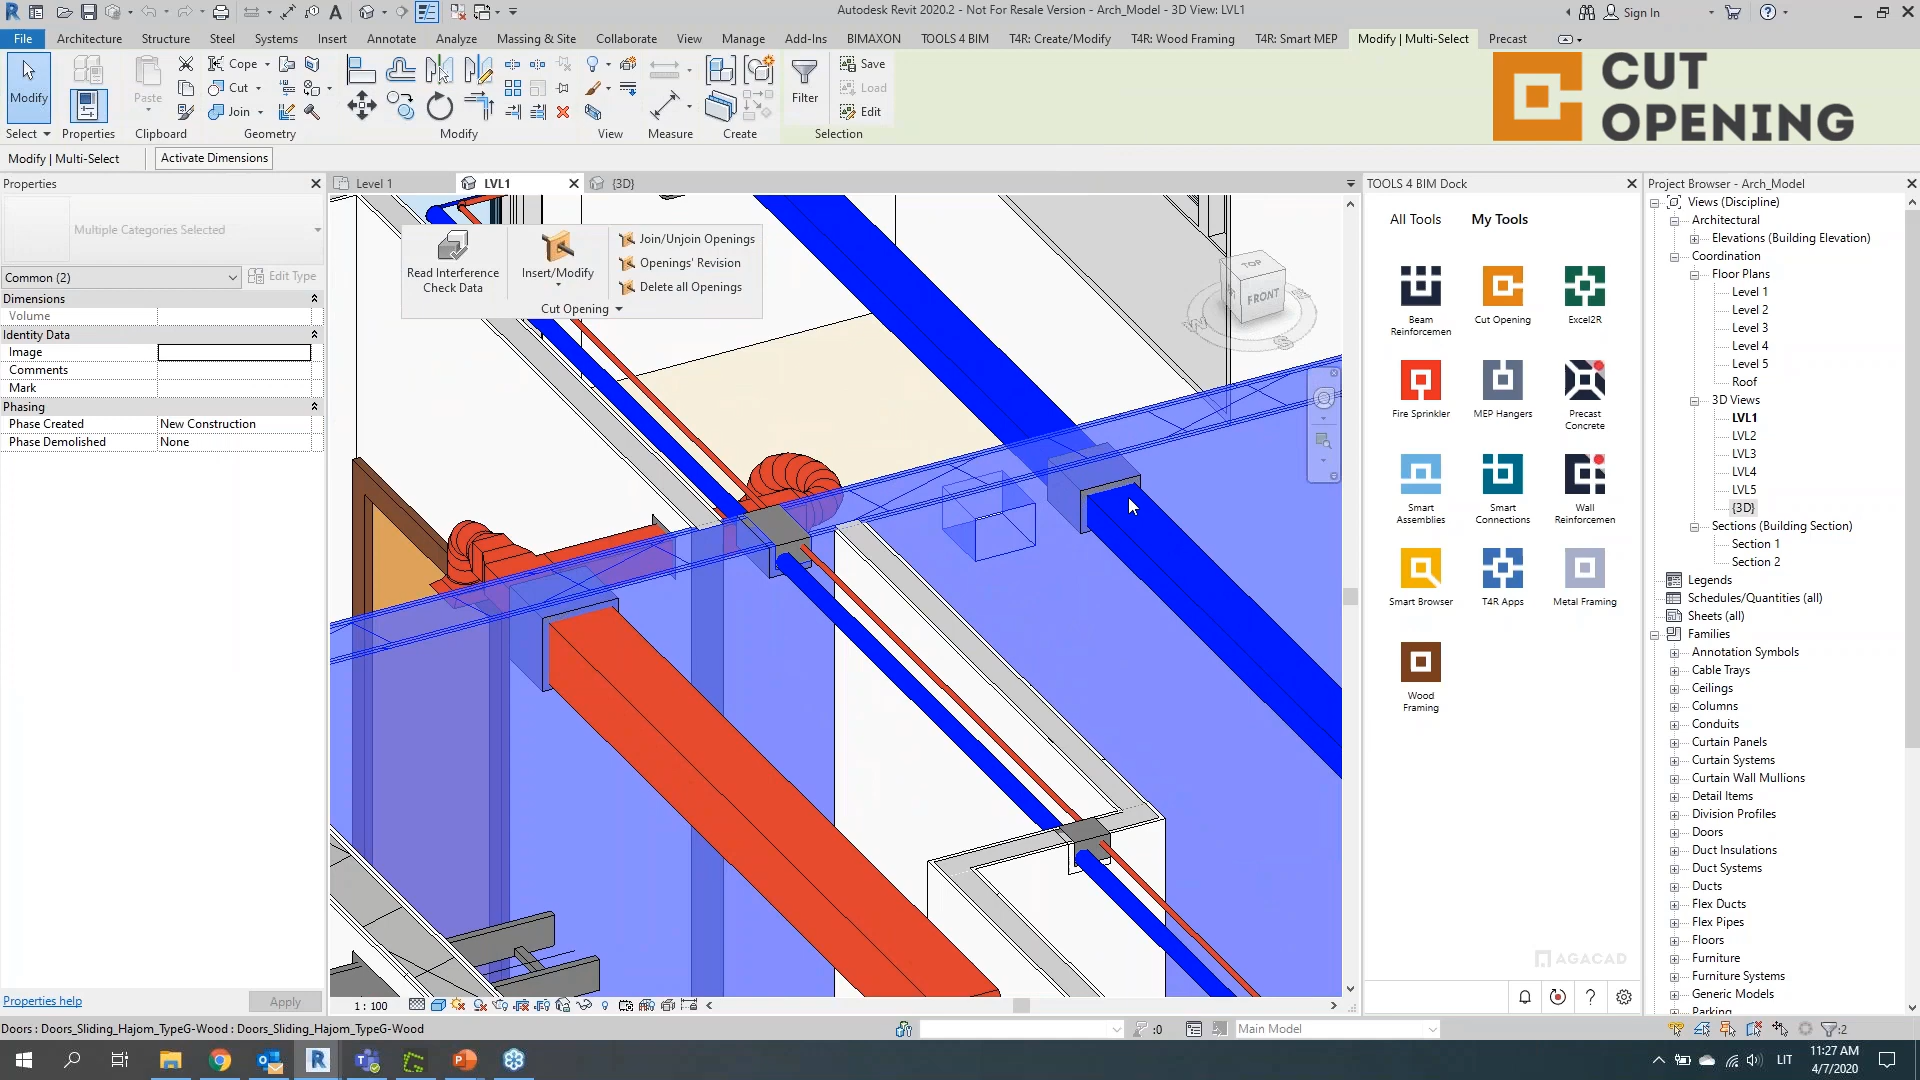 Autodesk Revit 2020.2 - Not For Resale Version - Arch_Model - 3D View: LVL1
Sign In
File Architecture Structure Steel Systems Insert Annotate Analyze Massing & Site Collaborate View Manage Add-Ins BIMAXON TOOLS 4 BIM T4R: Create/Modify T4R: Wood Framing T4R: Smart MEP Modify | Multi-Select Precast
Modify
Paste
Cope
Cut
Join
Filter
Save
Load
Edit
Select Properties Clipboard Geometry Modify View Measure Create Selection
CUT
OPENING
Modify | Multi-Select
Activate Dimensions
Properties
Multiple Categories Selected
Common (2)
Edit Type
Dimensions
Volume
Identity Data
Image
Comments
Mark
Phasing
Phase Created New Construction
Phase Demolished None
Properties help
Apply
Level 1
LVL1
{3D}
Read Interference
Check Data
Insert/Modify
Join/Unjoin Openings
Openings' Revision
Delete all Openings
Cut Opening
TOP
FRONT
W
S
1 : 100
TOOLS 4 BIM Dock
All Tools My Tools
Beam
Reinforcemen
Cut Opening
Excel2R
Fire Sprinkler
MEP Hangers
Precast
Concrete
Smart
Assemblies
Smart
Connections
Wall
Reinforcemen
Smart Browser
T4R Apps
Metal Framing
Wood
Framing
AGACAD
Project Browser - Arch_Model
Views (Discipline)
Architectural
Elevations (Building Elevation)
Coordination
Floor Plans
Level 1
Level 2
Level 3
Level 4
Level 5
Roof
3D Views
LVL1
LVL2
LVL3
LVL4
LVL5
{3D}
Sections (Building Section)
Section 1
Section 2
Legends
Schedules/Quantities (all)
Sheets (all)
Families
Annotation Symbols
Cable Trays
Ceilings
Columns
Conduits
Curtain Panels
Curtain Systems
Curtain Wall Mullions
Detail Items
Division Profiles
Doors
Duct Insulations
Duct Systems
Ducts
Flex Ducts
Flex Pipes
Floors
Furniture
Furniture Systems
Generic Models
Parking
Doors : Doors_Sliding_Hajom_TypeG-Wood : Doors_Sliding_Hajom_TypeG-Wood
:0
Main Model
:2
LIT
11:27 AM
4/7/2020